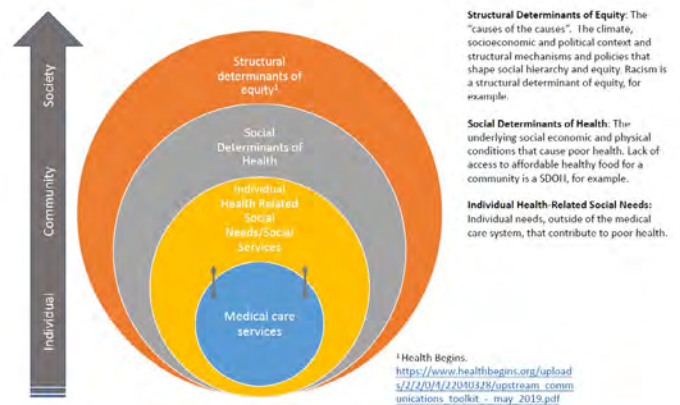 Society
Community
Individual
Structural
determinants of
equity¹
Social
Determinants of
Health
Individual
Health Related
Social
Needs/Social
Services
Medical care
services
Structural Determinants of Equity: The
"causes of the causes". The climate,
socioeconomic and political context and
structural mechanisms and policies that
shape social hierarchy and equity. Racism is
a structural determinant of equity, for
example.
Social Determinants of Health: The
underlying social economic and physical
conditions that cause poor health. Lack of
access to affordable healthy food for a
community is a SDOH, for example.
Individual Health-Related Social Needs:
Individual needs, outside of the medical
care system, that contribute to poor health.
¹ Health Begins.
https://www.healthbegins.org/upload
s/2/2/0/4/22040328/upstream_comm
unications_toolkit_-_may_2019.pdf